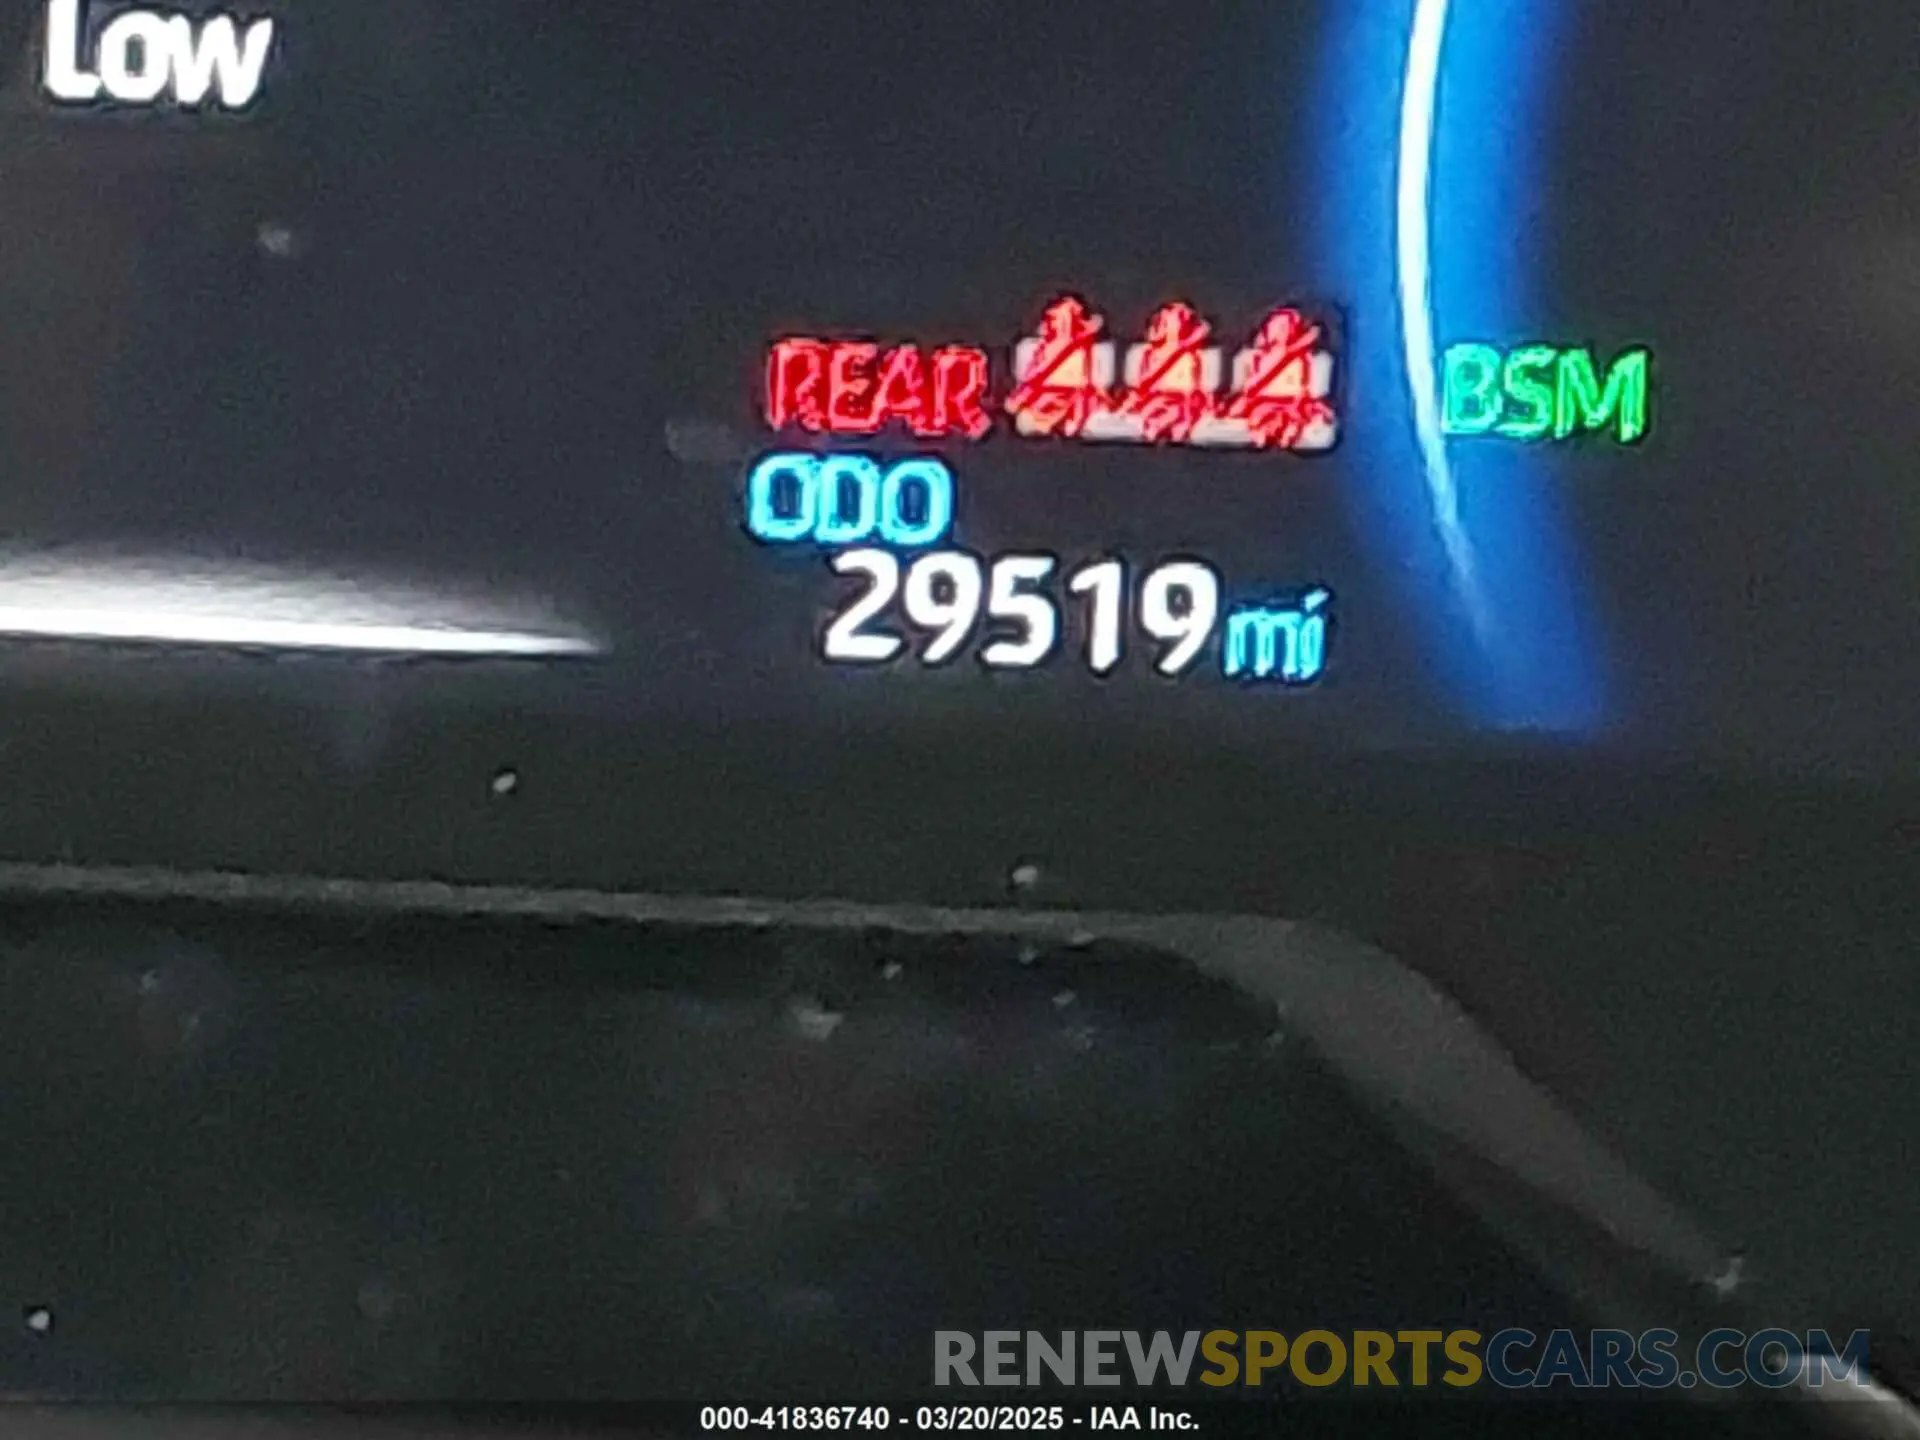 Low
REAR BSM
ODO
29519mi
RENEWSPORTSCARS.COM
000-41836740 - 03/20/2025 - IAA Inc.